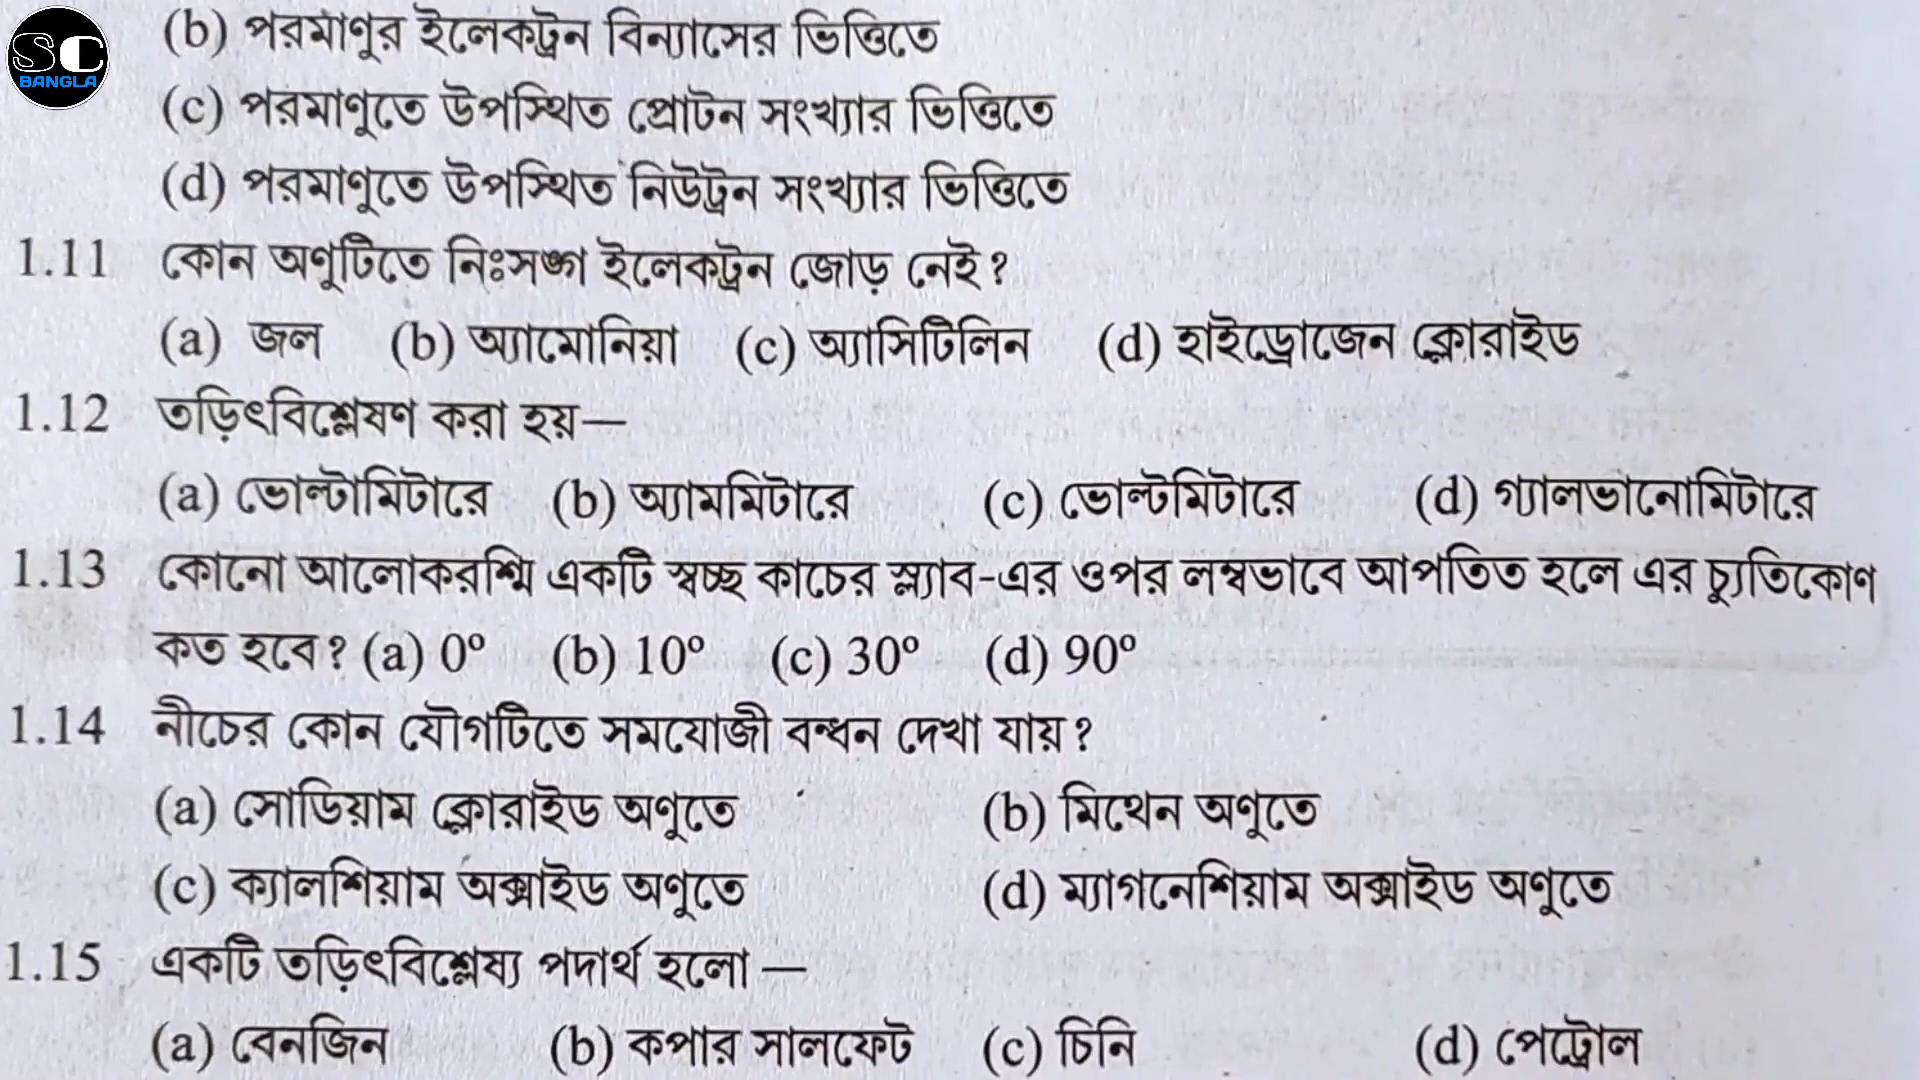 SC
BANGLA
(b) পরমাণুর ইলেকট্রন বিন্যাসের ভিত্তিতে
(c) পরমাণুতে উপস্থিত প্রোটন সংখ্যার ভিত্তিতে
(d) পরমাণুতে উপস্থিত নিউট্রন সংখ্যার ভিত্তিতে
1.11 কোন অণুটিতে নিঃসঙ্গ ইলেকট্রন জোড় নেই?
(a) জল (b) অ্যামোনিয়া (c) অ্যাসিটিলিন (d) হাইড্রোজেন ক্লোরাইড
1.12 তড়িৎবিশ্লেষণ করা হয়—
(a) ভোল্টামিটারে (b) অ্যামমিটারে (c) ভোল্টমিটারে (d) গ্যালভানোমিটারে
1.13 কোনো আলোকরশ্মি একটি স্বচ্ছ কাচের স্ল্যাব-এর ওপর লম্বভাবে আপতিত হলে এর চ্যুতিকোণ
কত হবে? (a) 0° (b) 10° (c) 30° (d) 90°
1.14 নীচের কোন যৌগটিতে সমযোজী বন্ধন দেখা যায়?
(a) সোডিয়াম ক্লোরাইড অণুতে (b) মিথেন অণুতে
(c) ক্যালশিয়াম অক্সাইড অণুতে (d) ম্যাগনেশিয়াম অক্সাইড অণুতে
1.15 একটি তড়িৎবিশ্লেষ্য পদার্থ হলো —
(a) বেনজিন (b) কপার সালফেট (c) চিনি (d) পেট্রোল